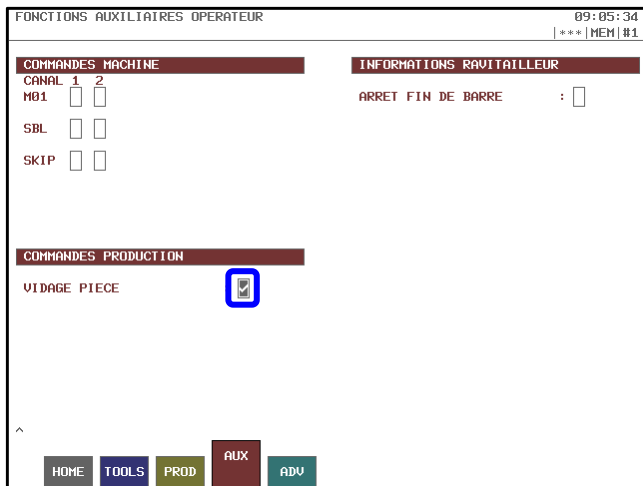 FONCTIONS AUXILIAIRES OPERATEUR 09:05:34
|***|MEM|#1
COMMANDES MACHINE
CANAL 1 2
M01
SBL
SKIP
INFORMATIONS RAVITAILLEUR
ARRET FIN DE BARRE :
COMMANDES PRODUCTION
VIDAGE PIECE
^
HOME TOOLS PROD AUX ADV